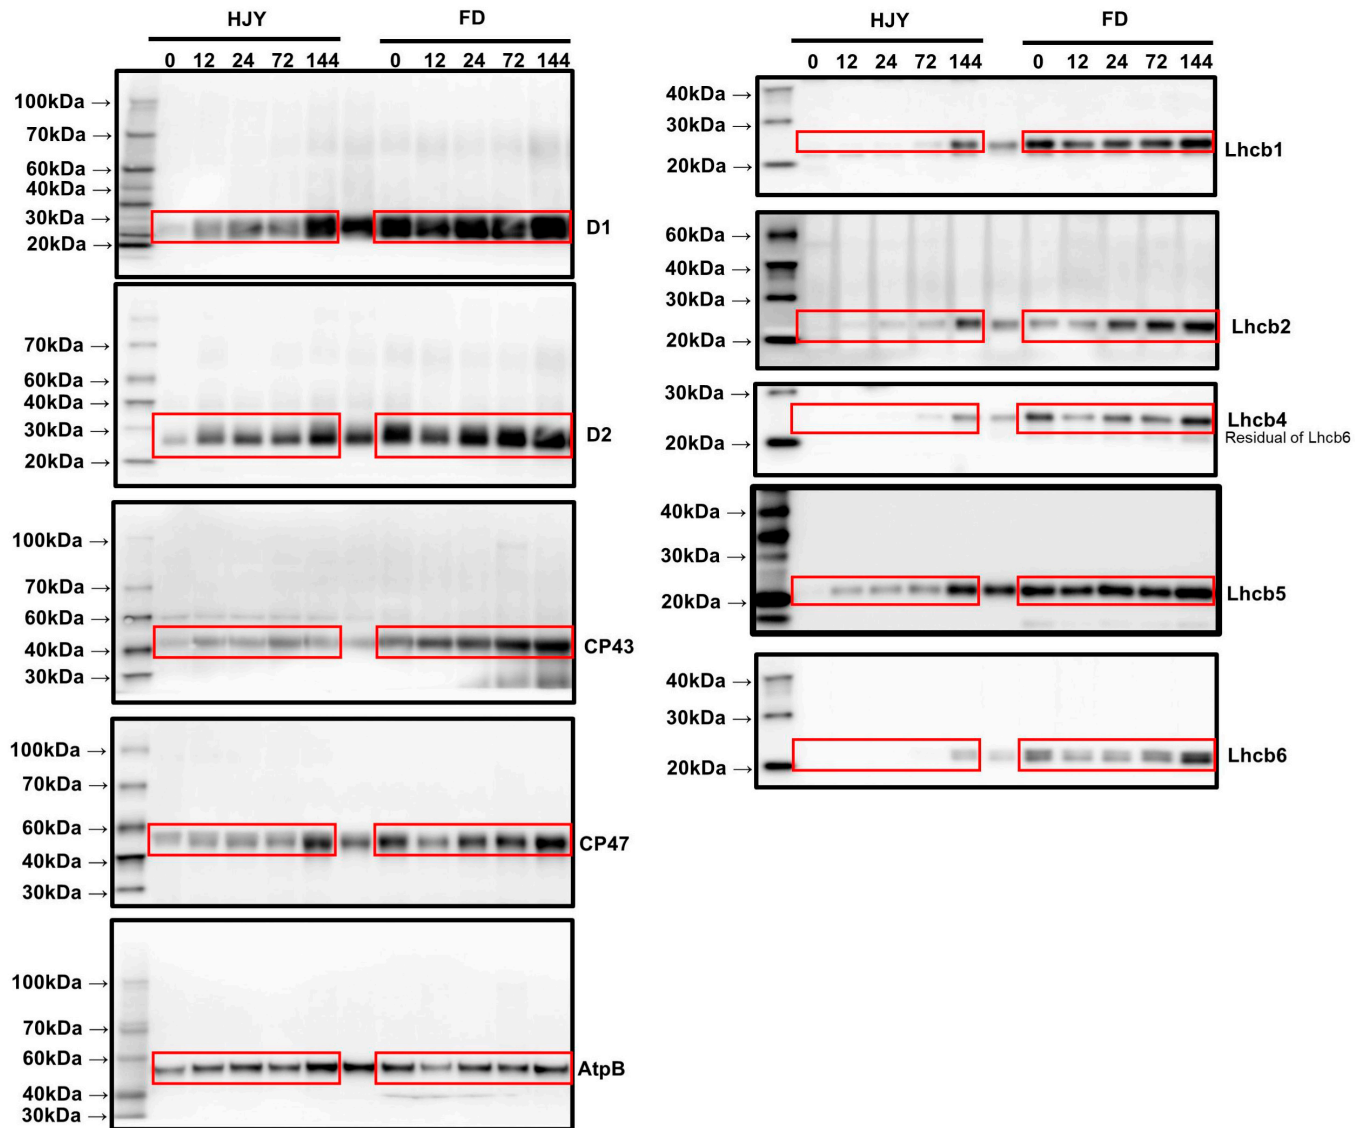 HJY FD
0 12 24 72 144 0 12 24 72 144
100kDa →
70kDa →
60kDa →
40kDa →
30kDa →
20kDa →
D1
70kDa →
60kDa →
40kDa →
30kDa →
20kDa →
D2
100kDa →
70kDa →
60kDa →
40kDa →
30kDa →
CP43
100kDa →
70kDa →
60kDa →
40kDa →
30kDa →
CP47
100kDa →
70kDa →
60kDa →
40kDa →
30kDa →
AtpB
HJY FD
0 12 24 72 144 0 12 24 72 144
40kDa →
30kDa →
20kDa →
Lhcb1
60kDa →
40kDa →
30kDa →
20kDa →
Lhcb2
30kDa →
20kDa →
Lhcb4
Residual of Lhcb6
40kDa →
30kDa →
20kDa →
Lhcb5
40kDa →
30kDa →
20kDa →
Lhcb6